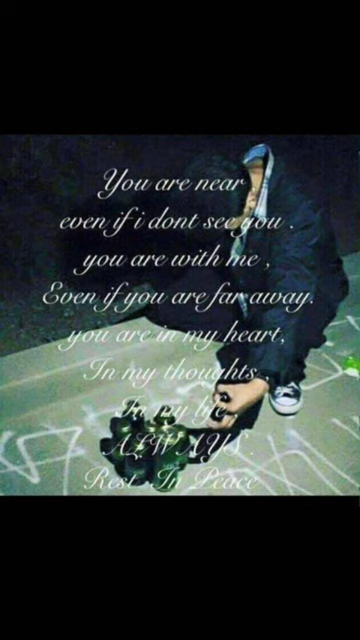 You are near ,
even if i dont see you .
you are with me ,
Even if you are far away.
you are in my heart,
In my thoughts ,
In my life ,
ALWAYS .
Rest In Peace